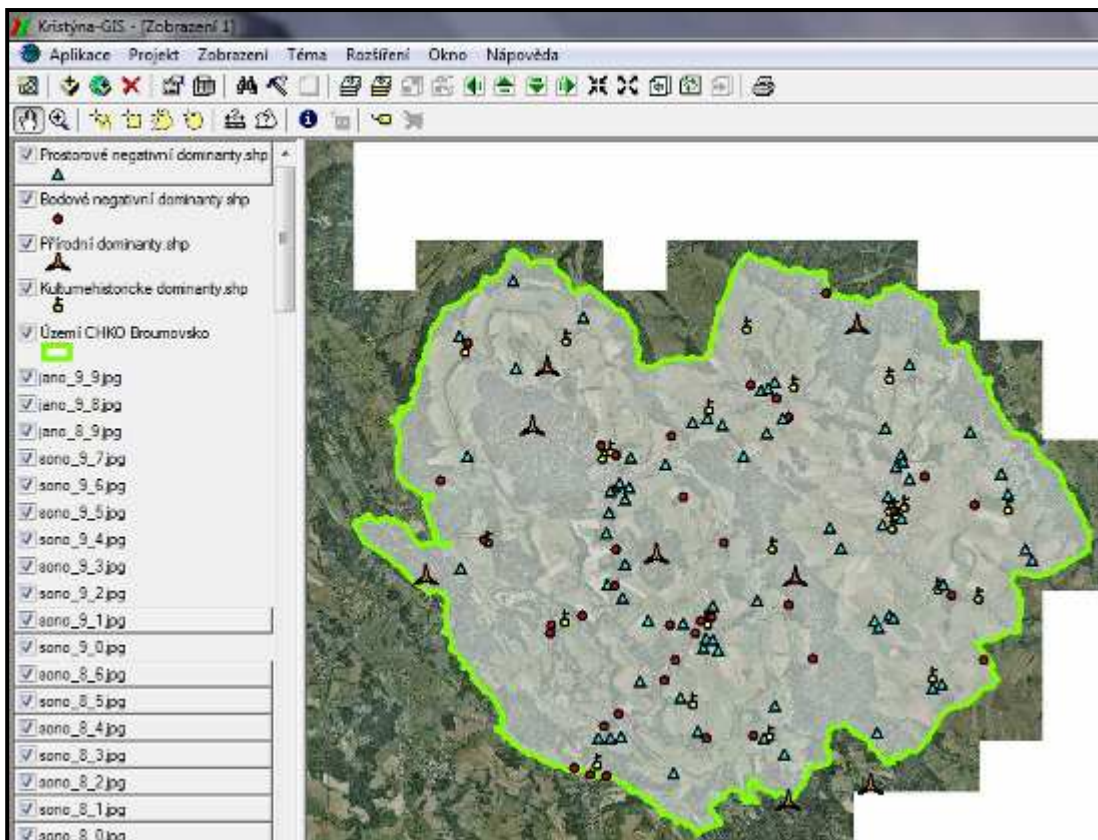 Kristýna-GIS - [Zobrazení 1]
Aplikace Projekt Zobrazení Téma Rozšíření Okno Nápověda
Prostorové negativní dominanty.shp
Bodové negativní dominanty.shp
Přírodní dominanty.shp
Kulturnehistoricke dominanty.shp
Území CHKO Broumovsko
jano_9_9.jpg
jano_9_8.jpg
jano_8_9.jpg
sono_9_7.jpg
sono_9_6.jpg
sono_9_5.jpg
sono_9_4.jpg
sono_9_3.jpg
sono_9_2.jpg
sono_9_1.jpg
sono_9_0.jpg
sono_8_6.jpg
sono_8_5.jpg
sono_8_4.jpg
sono_8_3.jpg
sono_8_2.jpg
sono_8_1.jpg
sono_8_0.jpg